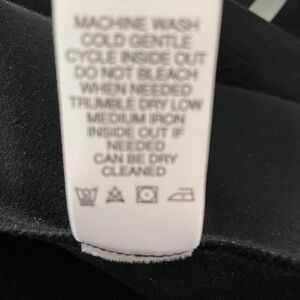 MACHINE WASH
COLD GENTLE
CYCLE INSIDE OUT
DO NOT BLEACH
WHEN NEEDED
TRUMBLE DRY LOW
MEDIUM IRON
INSIDE OUT IF
NEEDED
CAN BE DRY
CLEANED